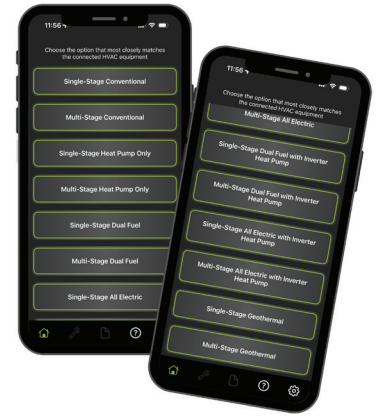 11:56
Choose the option that most closely matches
the connected HVAC equipment
Single-Stage Conventional
Multi-Stage Conventional
Single-Stage Heat Pump Only
Multi-Stage Heat Pump Only
Single-Stage Dual Fuel
Multi-Stage Dual Fuel
Single-Stage All Electric
?
11:56
Choose the option that most closely matches
the connected HVAC equipment
Multi-Stage All Electric
Single-Stage Dual Fuel with Inverter
Heat Pump
Multi-Stage Dual Fuel with Inverter
Heat Pump
Single-Stage All Electric with Inverter
Heat Pump
Multi-Stage All Electric with Inverter
Heat Pump
Single-Stage Geothermal
Multi-Stage Geothermal
?